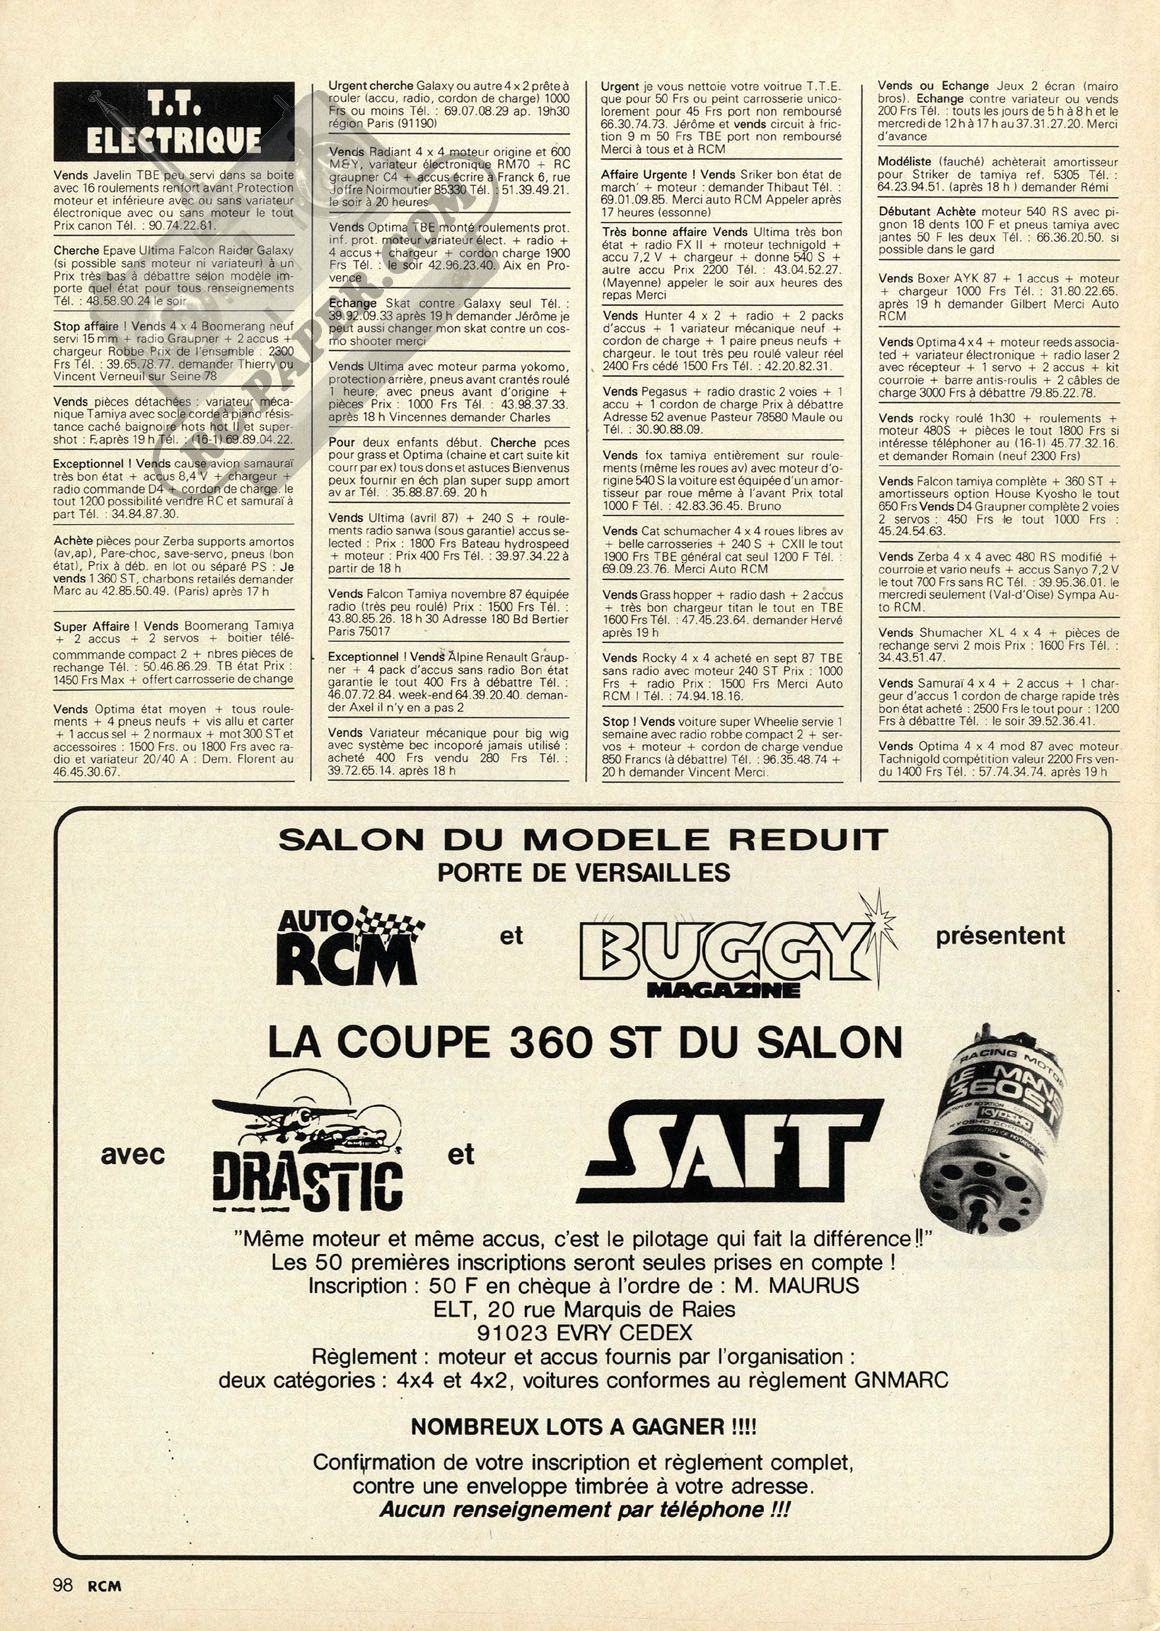 T.T.
ELECTRIQUE
Vends Javelin TBE peu servi dans sa boite
avec 16 roulements renfort avant Protection
moteur et inférieure avec ou sans variateur
électronique avec ou sans moteur le tout
Prix canon Tél. : 90.74.22.61.
Cherche Epave Ultima Falcon Raider Galaxy
(si possible sans moteur ni variateur) à un
Prix très bas à débattre selon modèle im-
porte quel état pour tous renseignements
Tél. : 48.58.90.24 le soir
Stop affaire ! Vends 4 x 4 Boomerang neuf
servi 15 mm + radio Graupner + 2 accus +
chargeur Robbe Prix de l'ensemble : 2300
Frs Tél. : 39.65.78.77. demander Thierry ou
Vincent Verneuil sur Seine 78
Vends pièces détachées : variateur méca-
nique Tamiya avec socle corde à piano résis-
tance caché baignoire hots hot u et super-
shot : F. après 19 h Tél. : (16-1) 69.89.04.22.
Exceptionnel ! Vends cause avion samuraï
très bon état + accus 8,4 V + chargeur +
radio commande D4 + cordon de charge. le
tout 1200 possibilité vendre RC et samuraï à
part Tél. : 34.84.87.30.
Achète pièces pour Zerba supports amortos
(av,ap), Pare-choc, save-servo, pneus (bon
état), Prix à déb. en lot ou séparé PS : Je
vends 1 360 ST, charbons retailés demander
Marc au 42.85.50.49. (Paris) après 17 h
Super Affaire ! Vends Boomerang Tamiya
+ 2 accus + 2 servos + boitier télé-
commmande compact 2 + nbres pièces de
rechange Tél. : 50.46.86.29. TB état Prix :
1450 Frs Max + offert carrosserie de change
Vends Optima état moyen + tous roule-
ments + 4 pneus neufs + vis allu et carter
+ 1 accus sel + 2 normaux + mot 300 ST et
accessoires : 1500 Frs. ou 1800 Frs avec ra-
dio et variateur 20/40 A : Dem. Florent au
46.45.30.67.
Urgent cherche Galaxy ou autre 4 x 2 prête à
rouler (accu, radio, cordon de charge) 1000
Frs ou moins Tél. : 69.07.08.29 ap. 19h30
région Paris (91190)
Vends Radiant 4 x 4 moteur origine et 600
M&Y, variateur électronique RM70 + RC
graupner C4 + accus écrire à Franck 6, rue
Joffre Noirmoutier 85330 Tél. : 51.39.49.21.
le soir à 20 heures
Vends Optima TBE monté roulements prot.
inf. prot. moteur variateur élect. + radio +
4 accus + chargeur + cordon charge 1900
Frs Tél. : le soir 42.96.23.40. Aix en Pro-
vence
Echange Skat contre Galaxy seul Tél. :
39.92.09.33 après 19 h demander Jérôme je
peut aussi changer mon skat contre un cos-
mo shooter merci
Vends Ultima avec moteur parma yokomo,
protection arrière, pneus avant crantés roulé
1 heure, avec pneus avant d'origine +
pièces Prix : 1000 Frs Tél. : 43.98.37.33.
après 18 h Vincennes demander Charles
Pour deux enfants début. Cherche pces
pour grass et Optima (chaine et cart suite kit
courr par ex) tous dons et astuces Bienvenus
peux fournir en éch plan super supp amort
av ar Tél. : 35.88.87.69. 20 h
Vends Ultima (avril 87) + 240 S + roule-
ments radio sanwa (sous garantie) accus se-
lected : Prix : 1800 Frs Bateau hydrospeed
+ moteur : Prix 400 Frs Tél. : 39.97.34.22 à
partir de 18 h
Vends Falcon Tamiya novembre 87 équipée
radio (très peu roulé) Prix : 1500 Frs Tél. :
43.80.85.26. 18 h 30 Adresse 180 Bd Bertier
Paris 75017
Exceptionnel ! Vends Alpine Renault Graup-
ner + 4 pack d'accus sans radio Bon état
garantie le tout 400 Frs à débattre Tél. :
46.07.72.84. week-end 64.39.20.40. deman-
der Axel il n'y en a pas 2
Vends Variateur mécanique pour big wig
avec système bec incoporé jamais utilisé :
acheté 400 Frs vendu 280 Frs Tél. :
39.72.65.14. après 18 h
Urgent je vous nettoie votre voitrue T.T.E.
que pour 50 Frs ou peint carrosserie unico-
lorement pour 45 Frs port non remboursé
66.30.74.73. Jérôme et vends circuit à fric-
tion 9 m 50 Frs TBE port non remboursé
Merci à tous et à RCM
Affaire Urgente ! Vends Sriker bon état de
march' + moteur : demander Thibaut Tél. :
69.01.09.85. Merci auto RCM Appeler après
17 heures (essonne)
Très bonne affaire Vends Ultima très bon
état + radio FX II + moteur technigold +
accu 7,2 V + chargeur + donne 540 S +
autre accu Prix 2200 Tél. : 43.04.52.27.
(Mayenne) appeler le soir aux heures des
repas Merci
Vends Hunter 4 x 2 + radio + 2 packs
d'accus + 1 variateur mécanique neuf +
cordon de charge + 1 paire pneus neufs +
chargeur. le tout très peu roulé valeur réel
2400 Frs cédé 1500 Frs Tél. : 42.20.82.31.
Vends Pegasus + radio drastic 2 voies + 1
accu + 1 cordon de charge Prix à débattre
Adresse 52 avenue Pasteur 78580 Maule ou
Tél. : 30.90.88.09.
Vends fox tamiya entièrement sur roule-
ments (même les roues av) avec moteur d'o-
rigine 540 S la voiture est équipée d'un amor-
tisseur par roue même à l'avant Prix total
1000 F Tél. : 42.83.36.45. Bruno
Vends Cat schumacher 4 x 4 roues libres av
+ belle carrosseries + 240 S + CXII le tout
1900 Frs TBE général cat seul 1200 F Tél. :
69.09.23.76. Merci Auto RCM
Vends Grass hopper + radio dash + 2 accus
+ très bon chargeur titan le tout en TBE
1600 Frs Tél. : 47.45.23.64. demander Hervé
après 19 h
Vends Rocky 4 x 4 acheté en sept 87 TBE
sans radio avec moteur 240 ST Prix : 1000
Frs + radio Prix : 1500 Frs Merci Auto
RCM ! Tél. : 74.94.18.16.
Stop ! Vends voiture super Wheelie servie 1
semaine avec radio robbe compact 2 + ser-
vos + moteur + cordon de charge vendue
850 Francs (à débattre) Tél. : 96.35.48.74 +
20 h demander Vincent Merci.
Vends ou Echange Jeux 2 écran (mairo
bros). Echange contre variateur ou vends
200 Frs Tél. : touts les jours de 5 h à 8 h et le
mercredi de 12 h à 17 h au 37.31.27.20. Merci
d'avance
Modéliste (fauché) achèterait amortisseur
pour Striker de tamiya ref. 5305 Tél. :
64.23.94.51. (après 18 h ) demander Rémi
Débutant Achète moteur 540 RS avec pi-
gnon 18 dents 100 F et pneus tamiya avec
jantes 50 F les deux Tél. : 66.36.20.50. si
possible dans le gard
Vends Boxer AYK 87 + 1 accus + moteur
+ chargeur 1000 Frs Tél. : 31.80.22.65.
après 19 h demander Gilbert Merci Auto
RCM
Vends Optima 4 x 4 + moteur reeds associa-
ted + variateur électronique + radio laser 2
avec récepteur + 1 servo + 2 accus + kit
courroie + barre antis-roulis + 2 câbles de
charge 3000 Frs à débattre 79.85.22.78.
Vends rocky roulé 1h30 + roulements +
moteur 480S + pièces le tout 1800 Frs si
intéresse téléphoner au (16-1) 45.77.32.16.
et demander Romain (neuf 2300 Frs)
Vends Falcon tamiya complète + 360 ST +
amortisseurs option House Kyosho le tout
650 Frs Vends D4 Graupner complète 2 voies
2 servos : 450 Frs le tout 1000 Frs :
45.24.54.63.
Vends Zerba 4 x 4 avec 480 RS modifié +
courroie et vario neufs + accus Sanyo 7,2 V
le tout 700 Frs sans RC Tél. : 39.95.36.01. le
mercredi seulement (Val-d'Oise) Sympa Au-
to RCM.
Vends Shumacher XL 4 x 4 + pièces de
rechange servi 2 mois Prix : 1600 Frs Tél. :
34.43.51.47.
Vends Samuraï 4 x 4 + 2 accus + 1 char-
geur d'accus 1 cordon de charge rapide très
bon état acheté : 2500 Frs le tout pour : 1200
Frs à débattre Tél. : le soir 39.52.36.41.
Vends Optima 4 x 4 mod 87 avec moteur
Tachnigold compétition valeur 2200 Frs ven-
du 1400 Frs Tél. : 57.74.34.74. après 19 h
RC-PAPER.COM
SALON DU MODELE REDUIT
PORTE DE VERSAILLES
AUTO RCM et BUGGY MAGAZINE présentent
LA COUPE 360 ST DU SALON
RACING MOTOR
LE MANS
360ST
KYOSHO
avec DRASTIC et SAFT
"Même moteur et même accus, c'est le pilotage qui fait la différence !!"
Les 50 premières inscriptions seront seules prises en compte !
Inscription : 50 F en chèque à l'ordre de : M. MAURUS
ELT, 20 rue Marquis de Raies
91023 EVRY CEDEX
Règlement : moteur et accus fournis par l'organisation :
deux catégories : 4x4 et 4x2, voitures conformes au règlement GNMARC
NOMBREUX LOTS A GAGNER !!!!
Confirmation de votre inscription et règlement complet,
contre une enveloppe timbrée à votre adresse.
Aucun renseignement par téléphone !!!
98 RCM